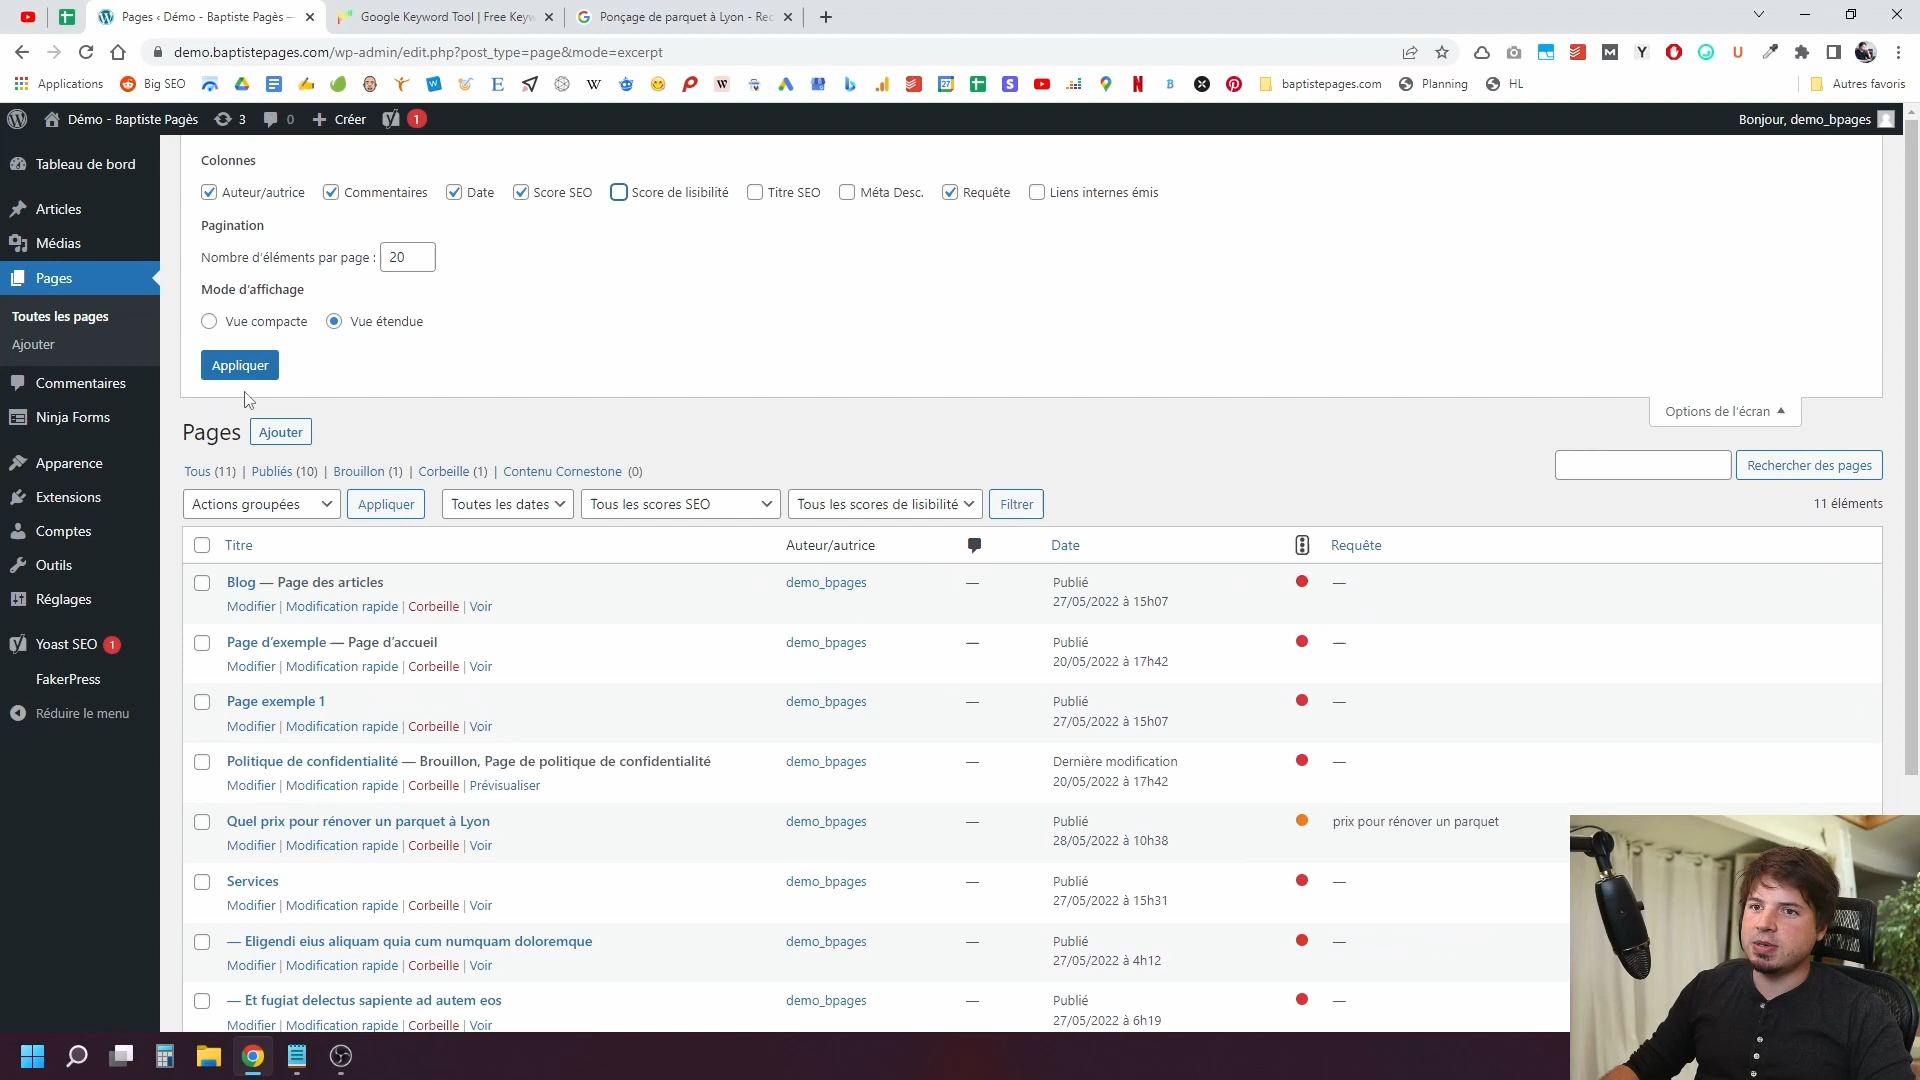 Pages ‹ Démo - Baptiste Pagès —
Google Keyword Tool | Free Keyw
Ponçage de parquet à Lyon - Rec
demo.baptistepages.com/wp-admin/edit.php?post_type=page&mode=excerpt
Applications
Big SEO
baptistepages.com
Planning
HL
Autres favoris
Démo - Baptiste Pagès
3
0
Créer
1
Bonjour, demo_bpages
Tableau de bord
Articles
Médias
Pages
Toutes les pages
Ajouter
Commentaires
Ninja Forms
Apparence
Extensions
Comptes
Outils
Réglages
Yoast SEO 1
FakerPress
Réduire le menu
Colonnes
Auteur/autrice
Commentaires
Date
Score SEO
Score de lisibilité
Titre SEO
Méta Desc.
Requête
Liens internes émis
Pagination
Nombre d'éléments par page : 20
Mode d'affichage
Vue compacte
Vue étendue
Appliquer
Options de l'écran
Pages Ajouter
Tous (11) | Publiés (10) | Brouillon (1) | Corbeille (1) | Contenu Cornestone (0)
Rechercher des pages
Actions groupées
Appliquer
Toutes les dates
Tous les scores SEO
Tous les scores de lisibilité
Filtrer
11 éléments
Titre
Auteur/autrice
Date
Requête
Blog — Page des articles
Modifier | Modification rapide | Corbeille | Voir
demo_bpages
—
Publié
27/05/2022 à 15h07
—
Page d'exemple — Page d'accueil
Modifier | Modification rapide | Corbeille | Voir
demo_bpages
—
Publié
20/05/2022 à 17h42
—
Page exemple 1
Modifier | Modification rapide | Corbeille | Voir
demo_bpages
—
Publié
27/05/2022 à 15h07
—
Politique de confidentialité — Brouillon, Page de politique de confidentialité
Modifier | Modification rapide | Corbeille | Prévisualiser
demo_bpages
—
Dernière modification
20/05/2022 à 17h42
—
Quel prix pour rénover un parquet à Lyon
Modifier | Modification rapide | Corbeille | Voir
demo_bpages
—
Publié
28/05/2022 à 10h38
prix pour rénover un parquet
Services
Modifier | Modification rapide | Corbeille | Voir
demo_bpages
—
Publié
27/05/2022 à 15h31
—
— Eligendi eius aliquam quia cum numquam doloremque
Modifier | Modification rapide | Corbeille | Voir
demo_bpages
—
Publié
27/05/2022 à 4h12
—
— Et fugiat delectus sapiente ad autem eos
Modifier | Modification rapide | Corbeille | Voir
demo_bpages
—
Publié
27/05/2022 à 6h19
—